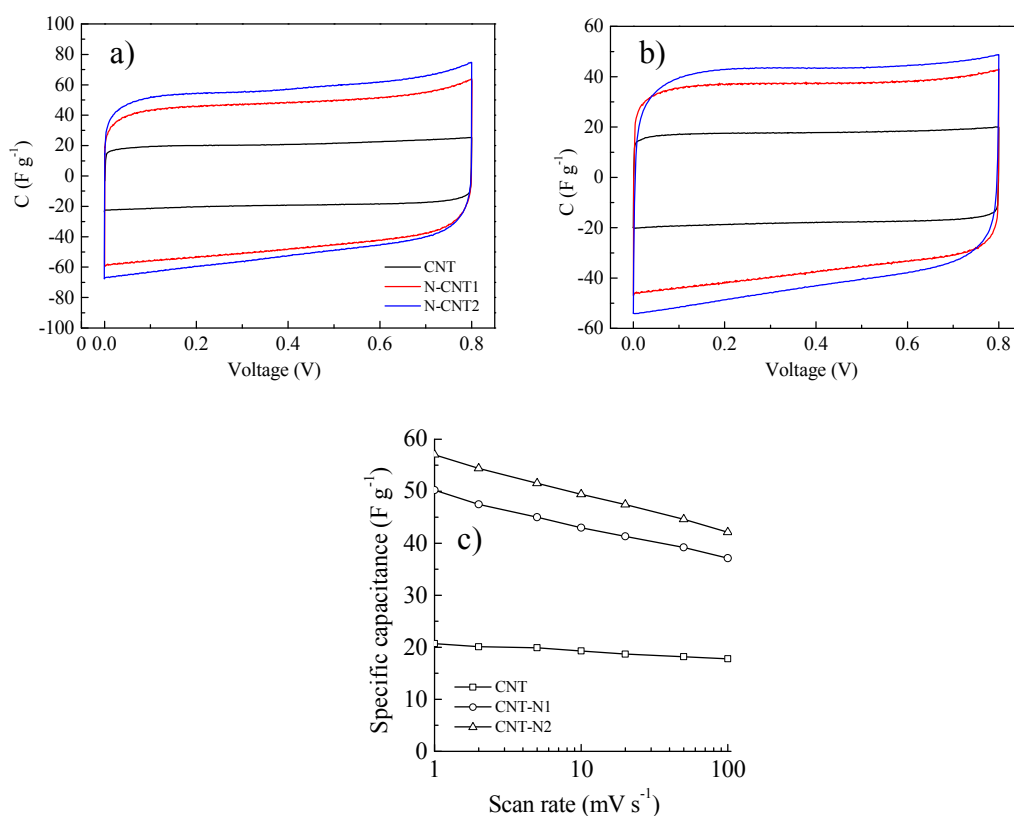 a)
C (F g-1)
100
80
60
40
20
0
-20
-40
-60
-80
-100
0.0
0.2
0.4
0.6
0.8
Voltage (V)
CNT
N-CNT1
N-CNT2
b)
C (F g-1)
60
40
20
0
-20
-40
-60
0.0
0.2
0.4
0.6
0.8
Voltage (V)
c)
Specific capacitance (F g-1)
60
50
40
30
20
10
0
1
10
100
Scan rate (mV s-1)
CNT
CNT-N1
CNT-N2